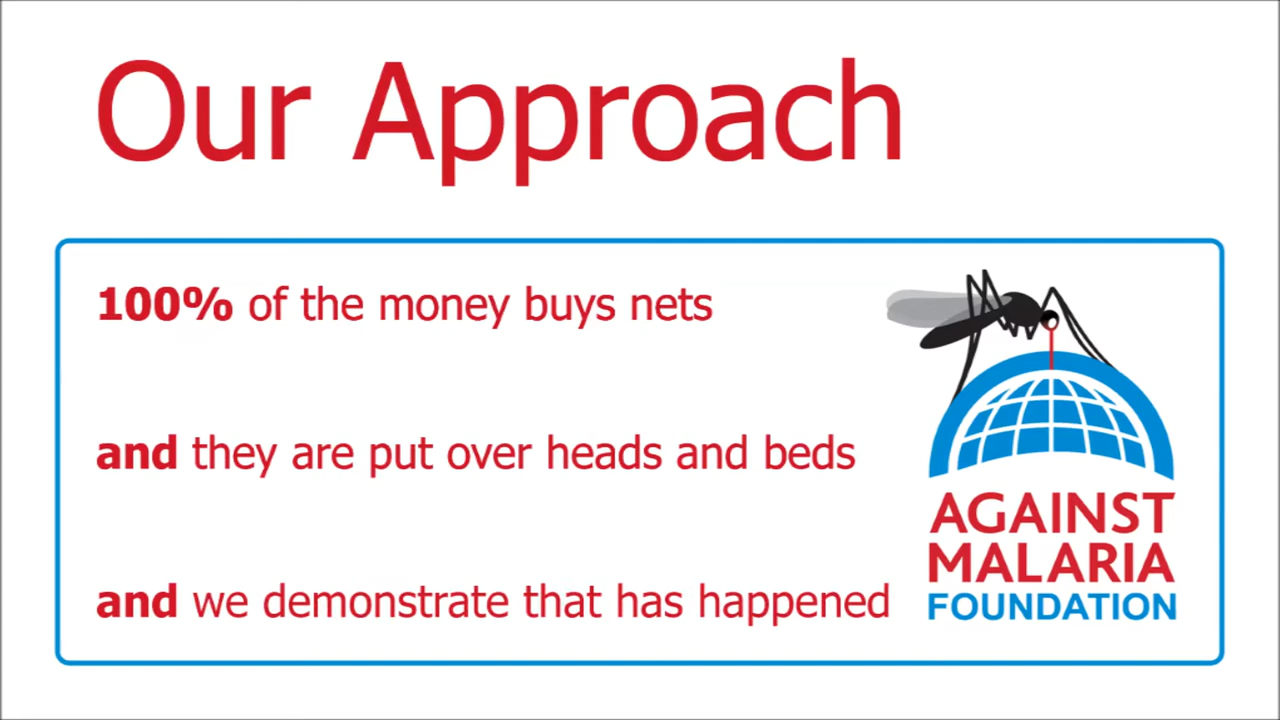 Our Approach
100% of the money buys nets
and they are put over heads and beds
and we demonstrate that has happened
AGAINST
MALARIA
FOUNDATION